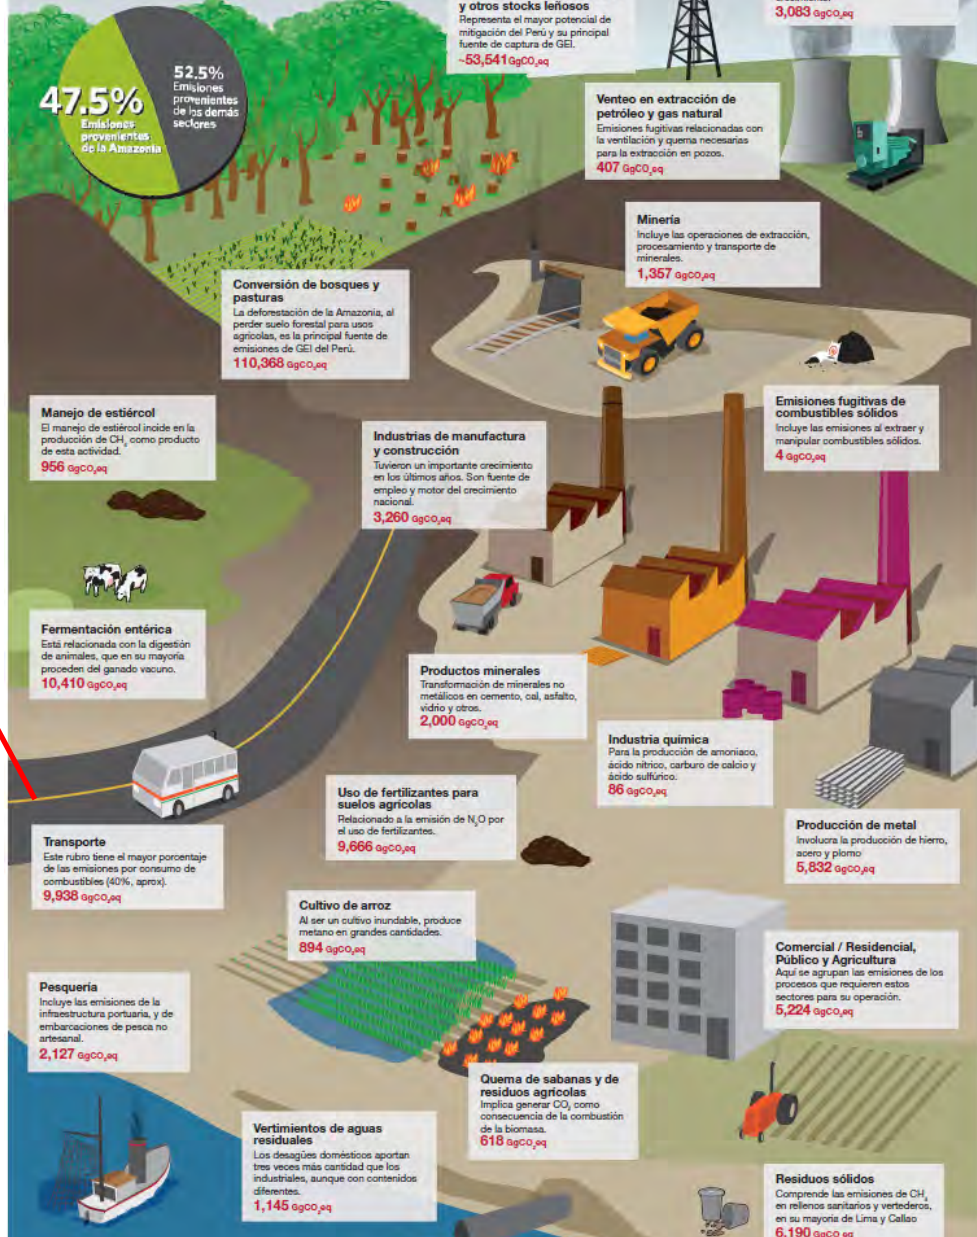 y otros stocks leñosos
Representa el mayor potencial de
mitigación del Perú y su principal
fuente de captura de GEI.
-53,541 GgCO₂eq
3,083 GgCO₂eq
47.5%
Emisiones
provenientes
de la Amazonia
52.5%
Emisiones
provenientes
de los demás
sectores
Venteo en extracción de
petróleo y gas natural
Emisiones fugitivas relacionadas con
la ventilación y quema necesarias
para la extracción en pozos.
407 GgCO₂eq
Minería
Incluye las operaciones de extracción,
procesamiento y transporte de
minerales.
1,357 GgCO₂eq
Conversión de bosques y
pasturas
La deforestación de la Amazonia, al
perder suelo forestal para usos
agrícolas, es la principal fuente de
emisiones de GEI del Perú.
110,368 GgCO₂eq
Emisiones fugitivas de
combustibles sólidos
Incluye las emisiones al extraer y
manipular combustibles sólidos.
4 GgCO₂eq
Manejo de estiércol
El manejo de estiércol incide en la
producción de CH₄ como producto
de esta actividad.
956 GgCO₂eq
Industrias de manufactura
y construcción
Tuvieron un importante crecimiento
en los últimos años. Son fuente de
empleo y motor del crecimiento
nacional.
3,260 GgCO₂eq
Fermentación entérica
Está relacionada con la digestión
de animales, que en su mayoría
proceden del ganado vacuno.
10,410 GgCO₂eq
Productos minerales
Transformación de minerales no
metálicos en cemento, cal, asfalto,
vidrio y otros.
2,000 GgCO₂eq
Industria química
Para la producción de amoniaco,
ácido nítrico, carburo de calcio y
ácido sulfúrico.
86 GgCO₂eq
Uso de fertilizantes para
suelos agrícolas
Relacionado a la emisión de N₂O por
el uso de fertilizantes.
9,666 GgCO₂eq
Producción de metal
Involucra la producción de hierro,
acero y plomo
5,832 GgCO₂eq
Transporte
Este rubro tiene el mayor porcentaje
de las emisiones por consumo de
combustibles (40%, aprox).
9,938 GgCO₂eq
Cultivo de arroz
Al ser un cultivo inundable, produce
metano en grandes cantidades.
894 GgCO₂eq
Comercial / Residencial,
Público y Agricultura
Aquí se agrupan las emisiones de los
procesos que requieren estos
sectores para su operación.
5,224 GgCO₂eq
Pesquería
Incluye las emisiones de la
infraestructura portuaria, y de
embarcaciones de pesca no
artesanal.
2,127 GgCO₂eq
Quema de sabanas y de
residuos agrícolas
Implica generar CO₂ como
consecuencia de la combustión
de la biomasa.
618 GgCO₂eq
Vertimientos de aguas
residuales
Los desagües domésticos aportan
tres veces más cantidad que los
industriales, aunque con contenidos
diferentes.
1,145 GgCO₂eq
Residuos sólidos
Comprende las emisiones de CH₄
en rellenos sanitarios y vertederos,
en su mayoría de Lima y Callao
6,190 GgCO₂eq